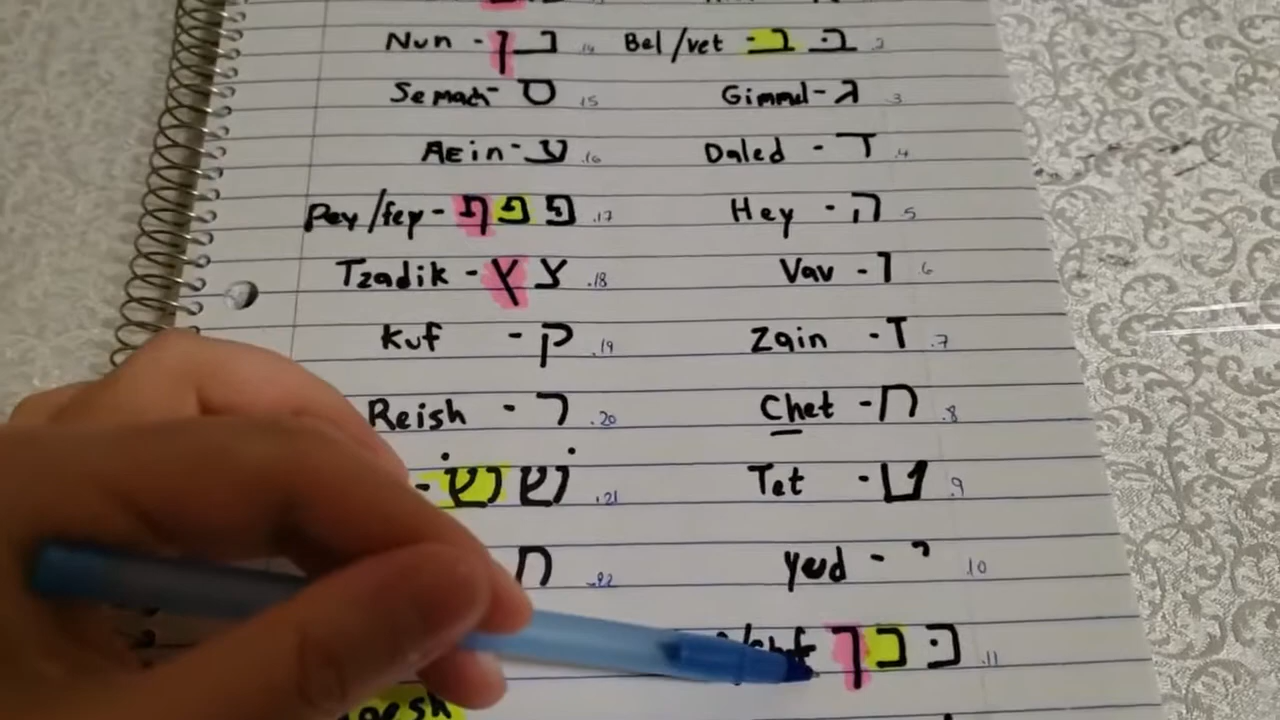 Bet/vet - בּ ב 2
Gimmel - ג 3
Daled - ד .4
Hey - ה 5
Vav - ו .6
Zain - ז .7
Chet - ח .8
Tet - ט .9
Yud - י 10
כּ כ ך .11
Nun - נ ן 14
Semach - ס .15
AEin - ע .16
Pey/fey - פּ פ ף .17
Tzadik - צ ץ .18
Kuf - ק .19
Reish - ר .20
- שׁ שׂ .21
ת .22